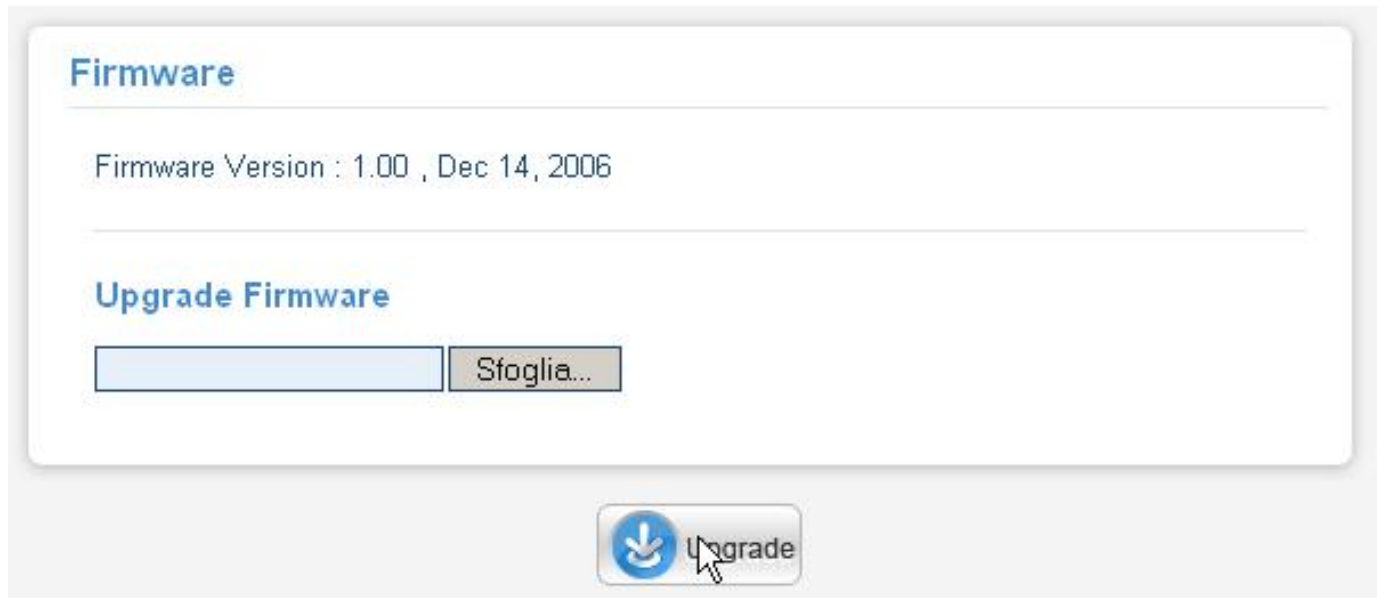 Firmware
Firmware Version : 1.00 , Dec 14, 2006
Upgrade Firmware
Sfoglia...
Upgrade